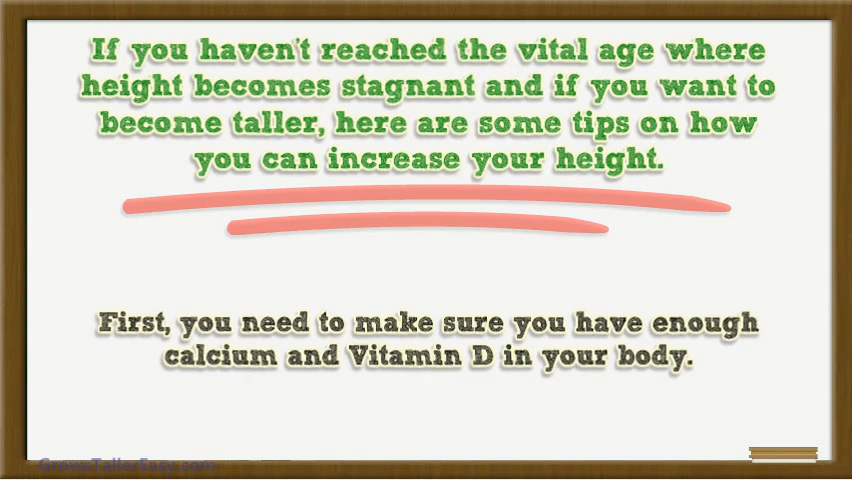 If you haven't reached the vital age where
height becomes stagnant and if you want to
become taller, here are some tips on how
you can increase your height.
First, you need to make sure you have enough
calcium and Vitamin D in your body.
GrowsTallerEasy.com